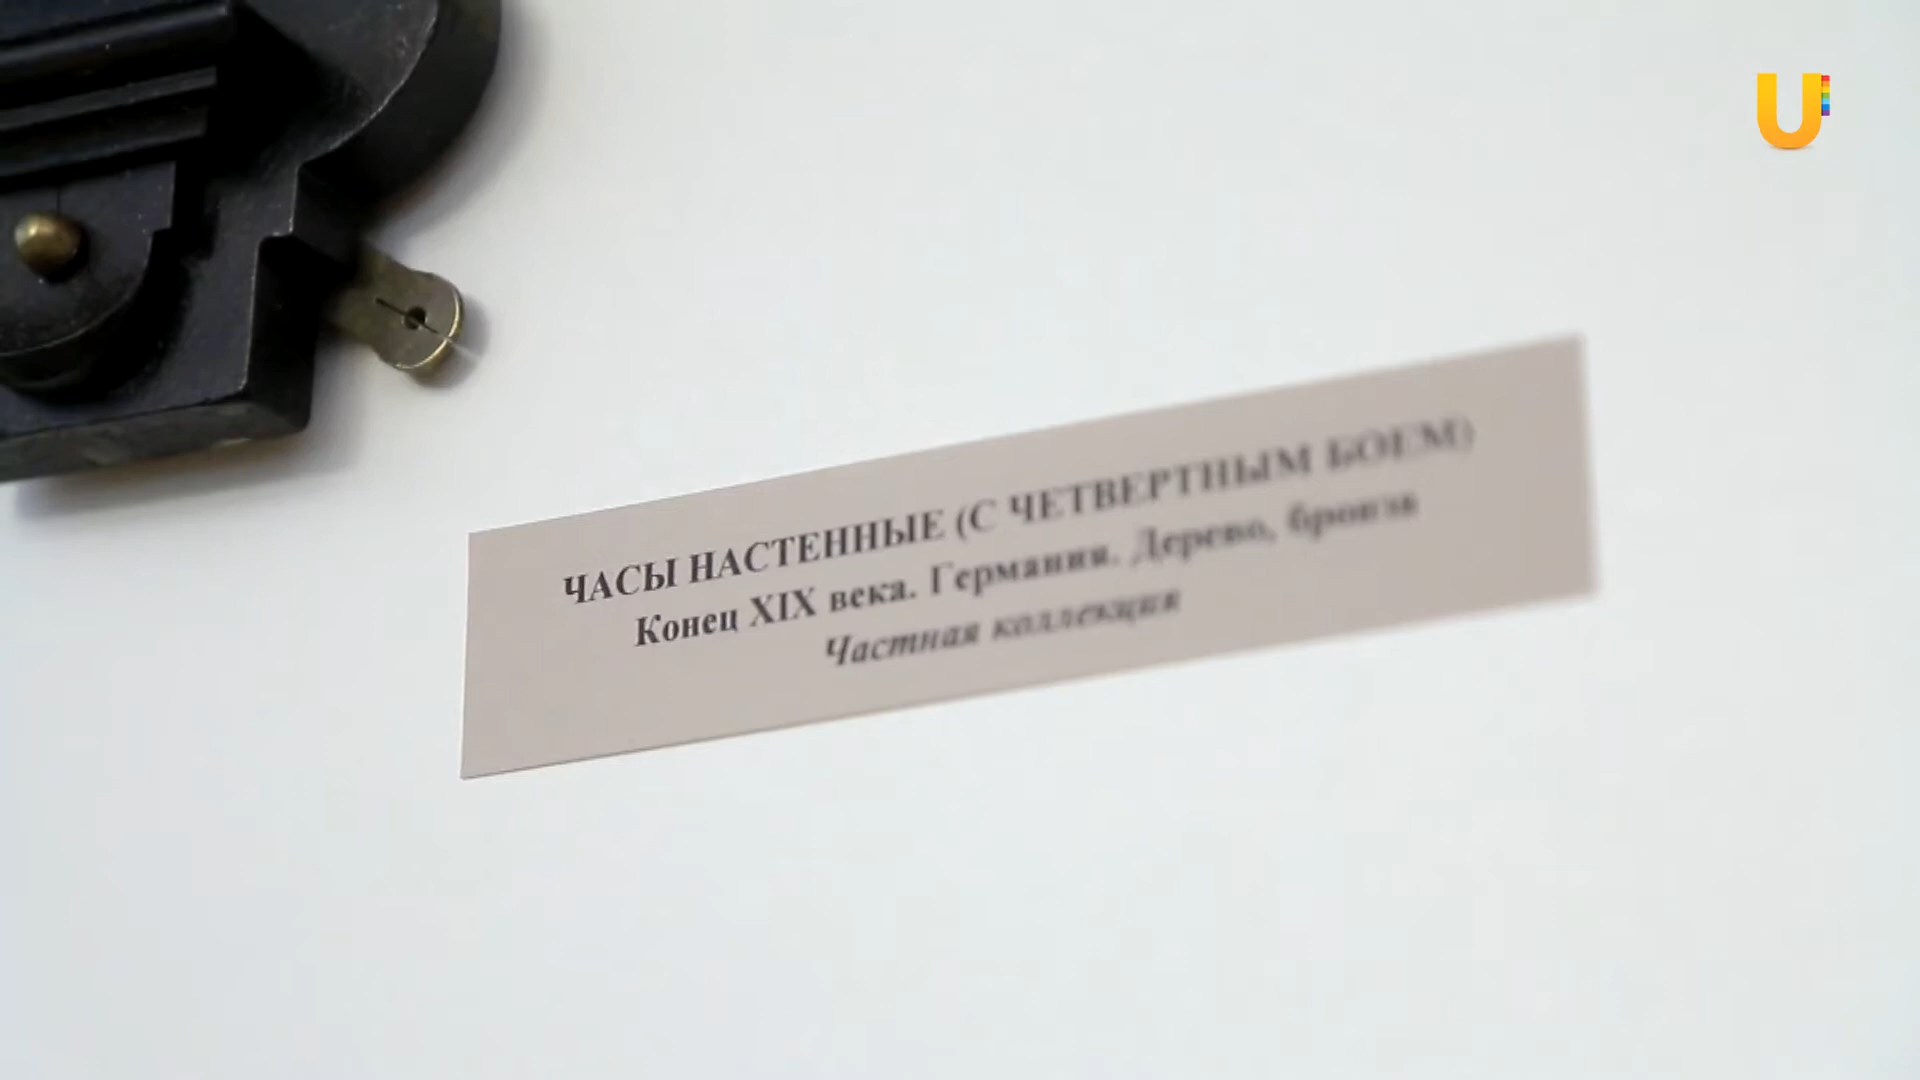 U
ЧАСЫ НАСТЕННЫЕ (С ЧЕТВЕРТНЫМ БОЕМ)
Конец XIX века. Германия. Дерево, бронза
Частная коллекция